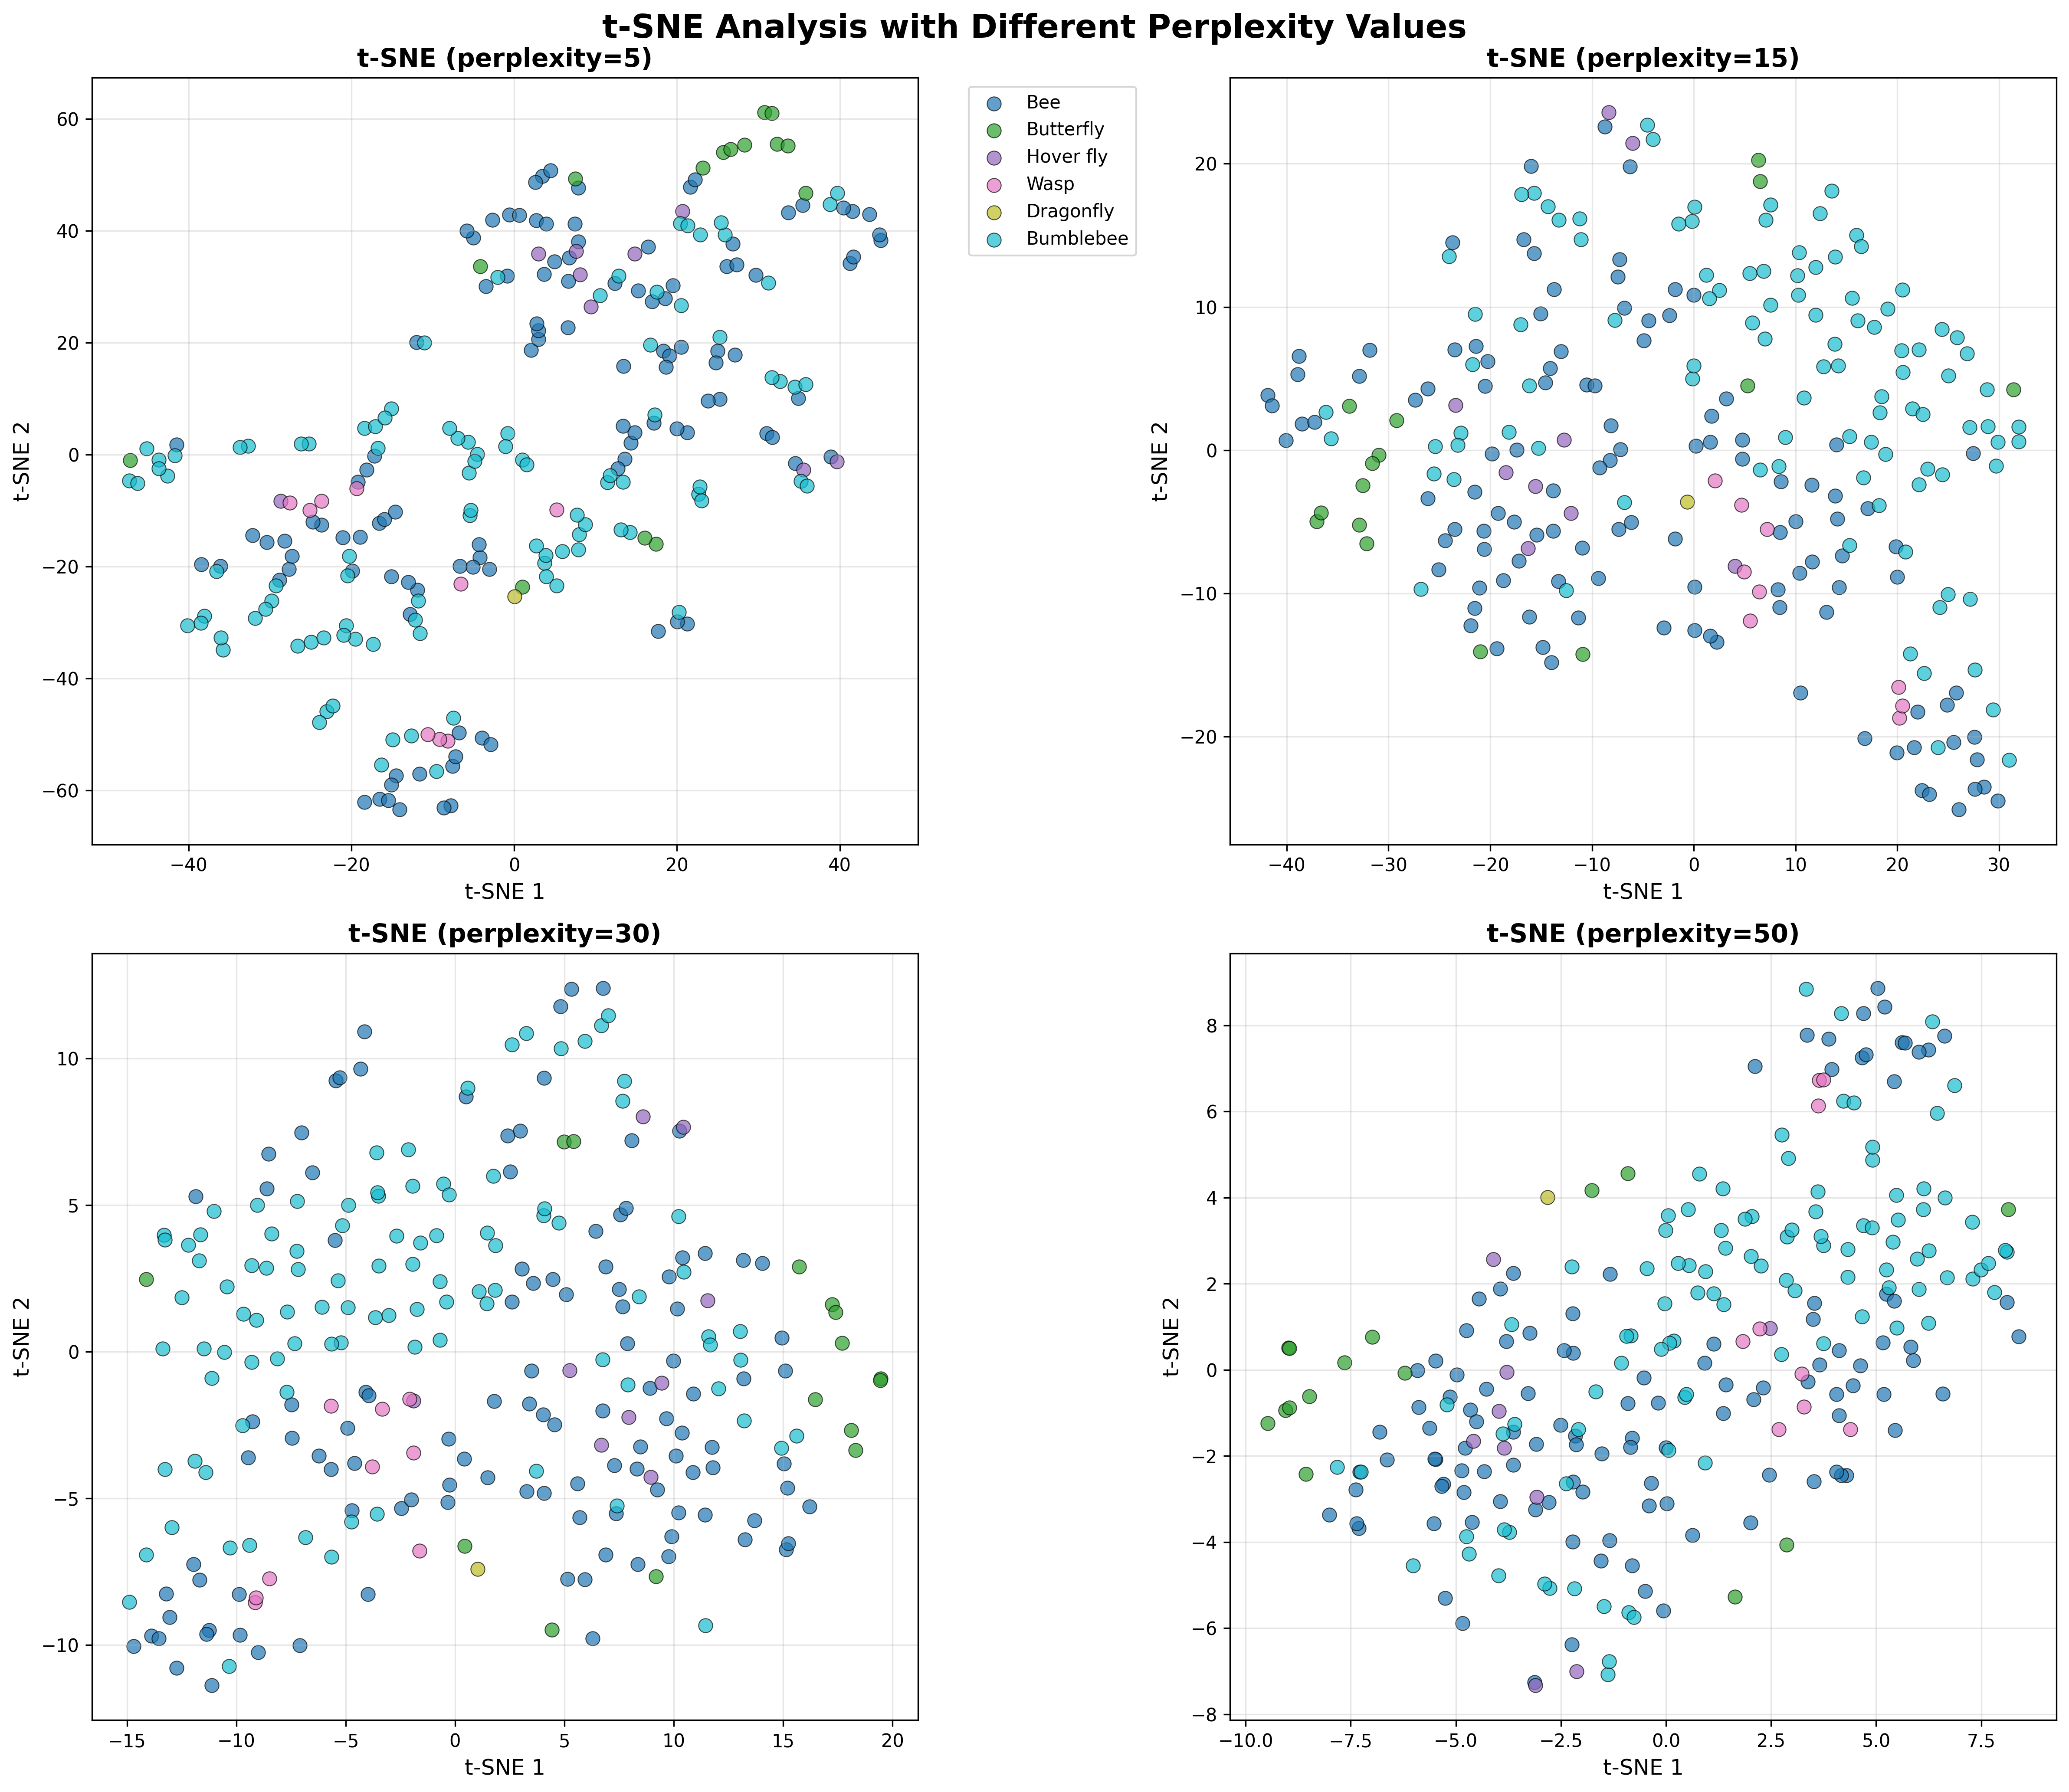 t-SNE Analysis with Different Perplexity Values
t-SNE (perplexity=5)
60
40
20
0
−20
−40
−60
t-SNE 2
−40
−20
0
20
40
t-SNE 1
Bee
Butterfly
Hover fly
Wasp
Dragonfly
Bumblebee
t-SNE (perplexity=15)
20
10
0
−10
−20
t-SNE 2
−40
−30
−20
−10
0
10
20
30
t-SNE 1
t-SNE (perplexity=30)
10
5
0
−5
−10
t-SNE 2
−15
−10
−5
0
5
10
15
20
t-SNE 1
t-SNE (perplexity=50)
8
6
4
2
0
−2
−4
−6
−8
t-SNE 2
−10.0
−7.5
−5.0
−2.5
0.0
2.5
5.0
7.5
t-SNE 1